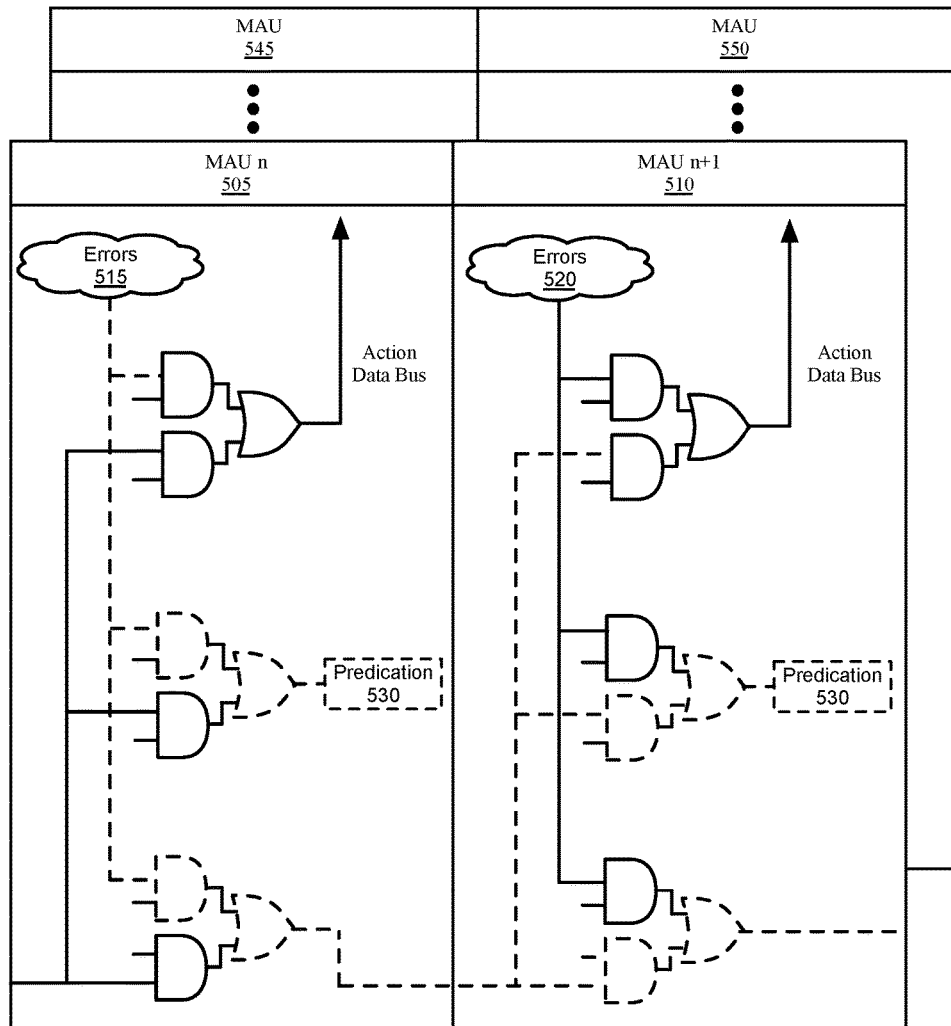 MAU
545
MAU
550
MAU n
505
MAU n+1
510
Errors
515
Errors
520
Action
Data Bus
Action
Data Bus
Predication
530
Predication
530